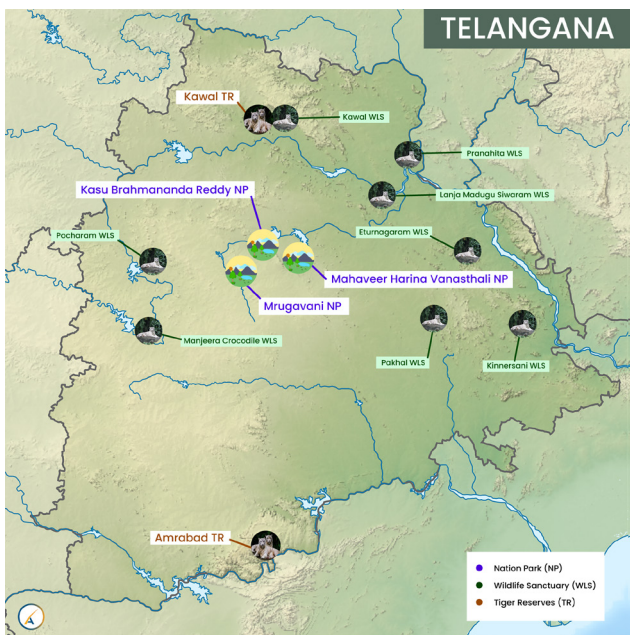 TELANGANA
Kawal TR
Kawal WLS
Pranahita WLS
Kasu Brahmananda Reddy NP
Lanja Madugu Siwaram WLS
Pocharam WLS
Eturnagaram WLS
Mahaveer Harina Vanasthali NP
Mrugavani NP
Manjeera Crocodile WLS
Pakhal WLS
Kinnersani WLS
Amrabad TR
Nation Park (NP)
Wildlife Sanctuary (WLS)
Tiger Reserves (TR)